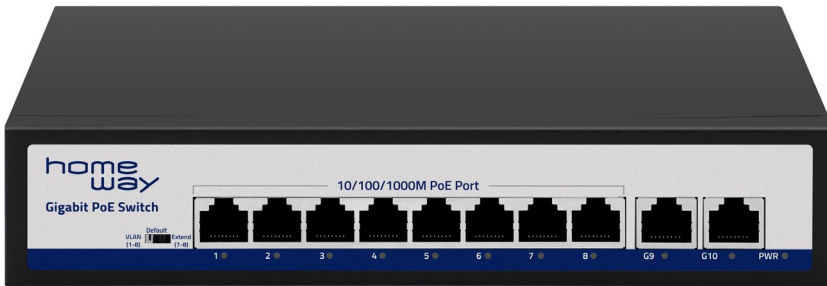 home
way
Gigabit PoE Switch
10/100/1000M PoE Port
Default
VLAN
(1-8)
Extend
(7-8)
1 2 3 4 5 6 7 8 G9 G10 PWR